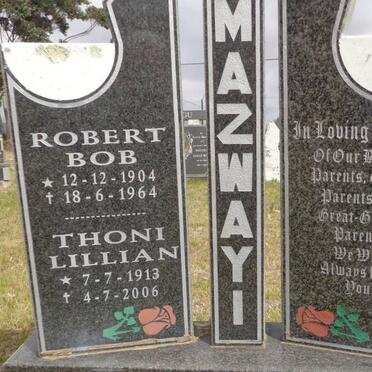 ROBERT
BOB
★ 12-12-1904
✝ 18-6-1964
THONI
LILLIAN
★ 7-7-1913
✝ 4-7-2006
MAZWAYI
In Loving
Of Our
Parents,
Parents
Great-G
Paren
We W
Always
You